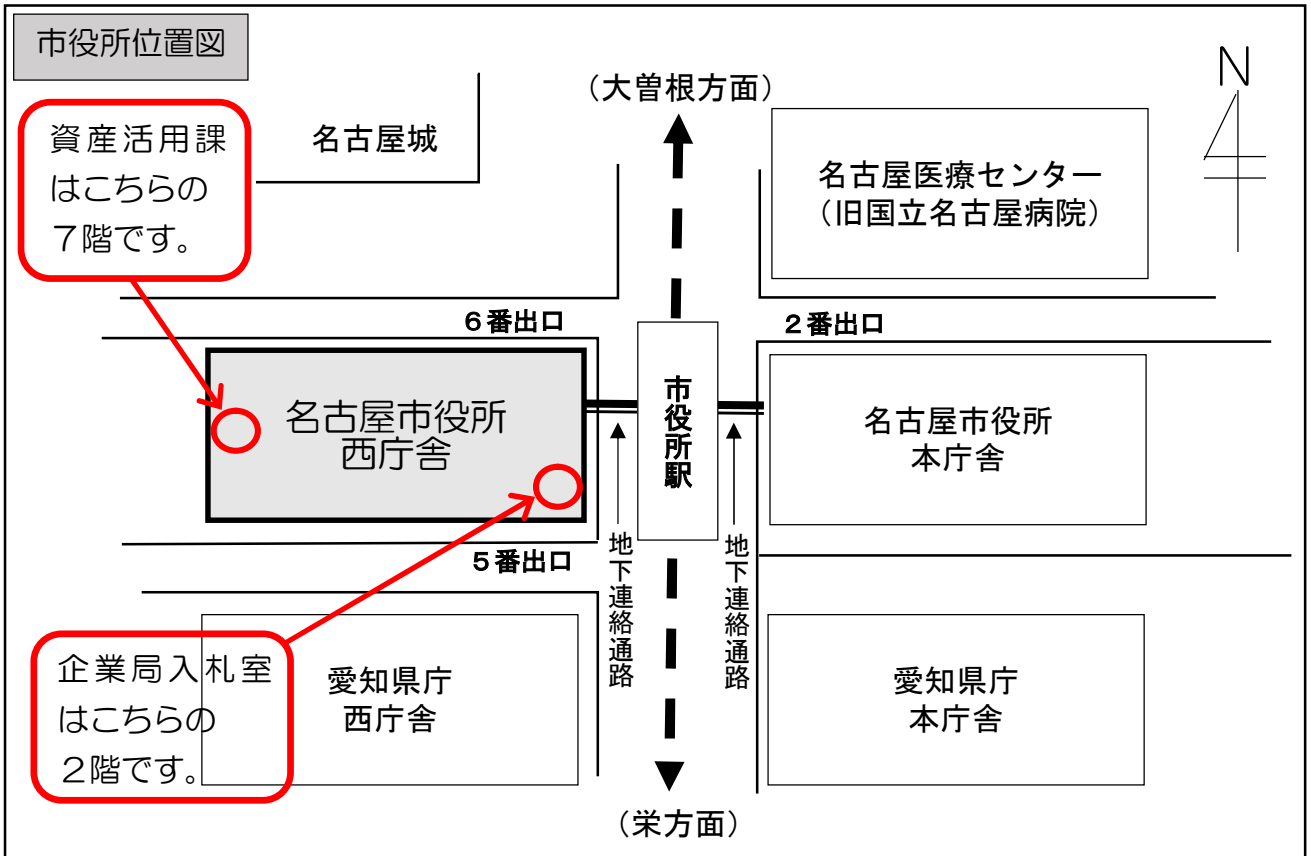 市役所位置図
N
(大曽根方面)
資産活用課
はこちらの
7階です。
名古屋城
名古屋医療センター
(旧国立名古屋病院)
6番出口
2番出口
名古屋市役所
西庁舎
市役所駅
名古屋市役所
本庁舎
5番出口
地下連絡通路
地下連絡通路
企業局入札室
はこちらの
2階です。
愛知県庁
西庁舎
愛知県庁
本庁舎
(栄方面)